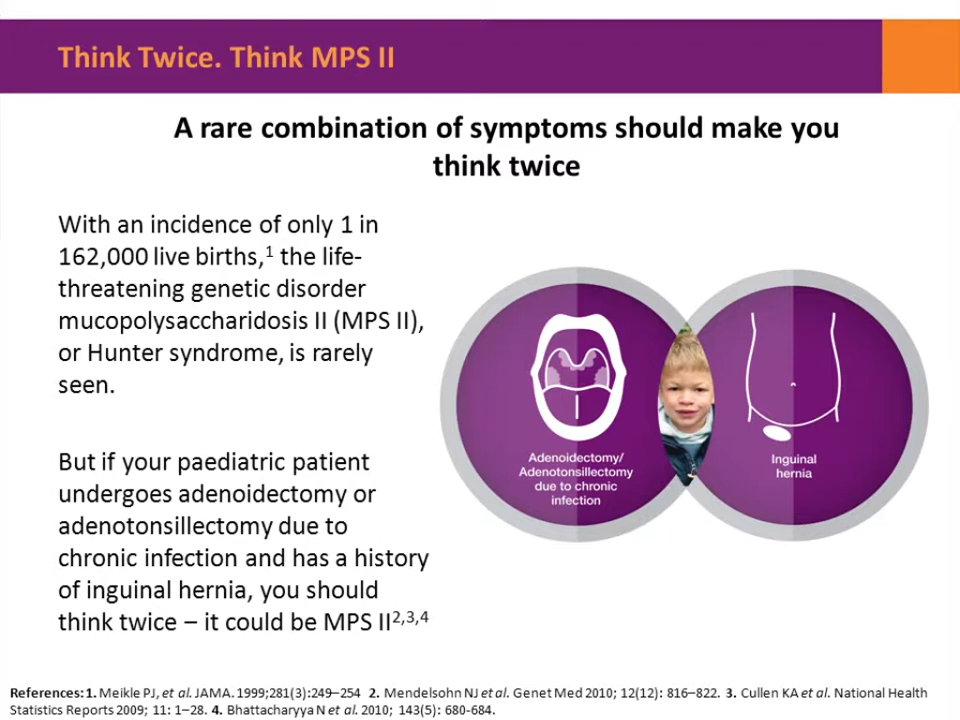 Think Twice. Think MPS II
A rare combination of symptoms should make you
think twice
With an incidence of only 1 in
162,000 live births,¹ the life-
threatening genetic disorder
mucopolysaccharidosis II (MPS II),
or Hunter syndrome, is rarely
seen.
But if your paediatric patient
undergoes adenoidectomy or
adenotonsillectomy due to
chronic infection and has a history
of inguinal hernia, you should
think twice – it could be MPS II²,³,⁴
Adenoidectomy/
Adenotonsillectomy
due to chronic
infection
Inguinal
hernia
References: 1. Meikle PJ, et al. JAMA. 1999;281(3):249–254 2. Mendelsohn NJ et al. Genet Med 2010; 12(12): 816–822. 3. Cullen KA et al. National Health
Statistics Reports 2009; 11: 1–28. 4. Bhattacharyya N et al. 2010; 143(5): 680-684.